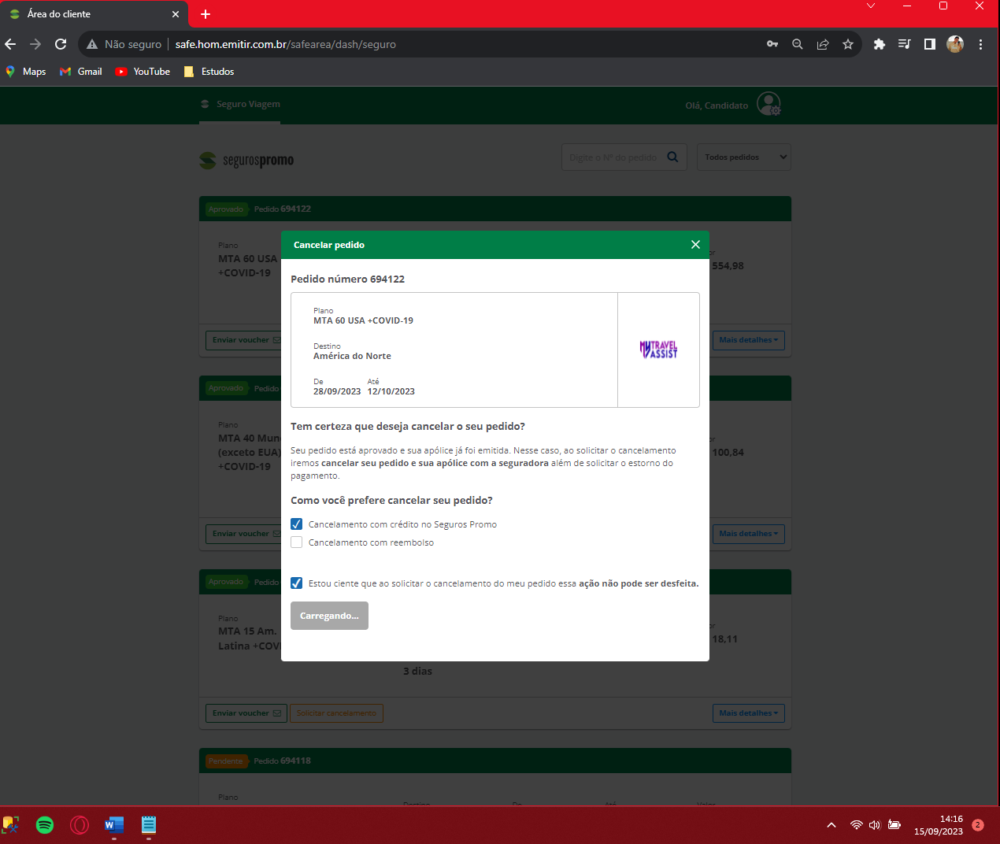 Área do cliente
Não seguro
safe.hom.emitir.com.br/safearea/dash/seguro
Maps
Gmail
YouTube
Estudos
Seguro Viagem
Olá, Candidato
segurospromo
Digite o Nº do pedido
Todos pedidos
Aprovado
Pedido 694122
Plano
MTA 60 USA
+COVID-19
554,98
Enviar voucher
Mais detalhes
Cancelar pedido
Pedido número 694122
Plano
MTA 60 USA +COVID-19
Destino
América do Norte
De
Até
28/09/2023
12/10/2023
MY TRAVEL
ASSIST
Tem certeza que deseja cancelar o seu pedido?
Seu pedido está aprovado e sua apólice já foi emitida. Nesse caso, ao solicitar o cancelamento
iremos cancelar seu pedido e sua apólice com a seguradora além de solicitar o estorno do
pagamento.
Como você prefere cancelar seu pedido?
Cancelamento com crédito no Seguros Promo
Cancelamento com reembolso
Estou ciente que ao solicitar o cancelamento do meu pedido essa ação não pode ser desfeita.
Carregando...
Aprovado
Pedido
Plano
MTA 40 Mun
(exceto EUA)
+COVID-19
100,84
Enviar voucher
Mais detalhes
Aprovado
Pedido
Plano
MTA 15 Am.
Latina +COVI
18,11
3 dias
Enviar voucher
Solicitar cancelamento
Mais detalhes
Pendente
Pedido 694118
Plano
Destino
De
Até
Valor
14:16
15/09/2023
2